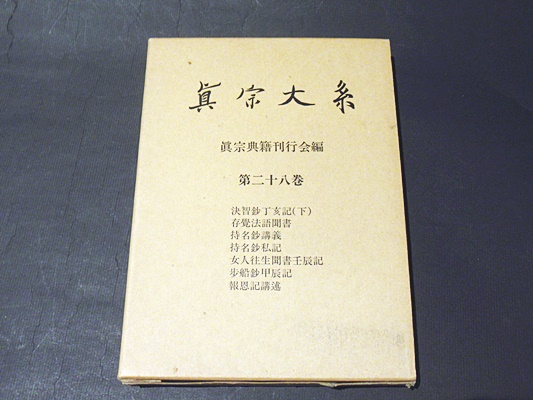 眞宗大系
眞宗典籍刊行会編
第二十八巻
決智鈔丁亥記(下)
存覺法語聞書
持名鈔講義
持名鈔私記
女人往生聞書壬辰記
步船鈔甲辰記
報恩記講述